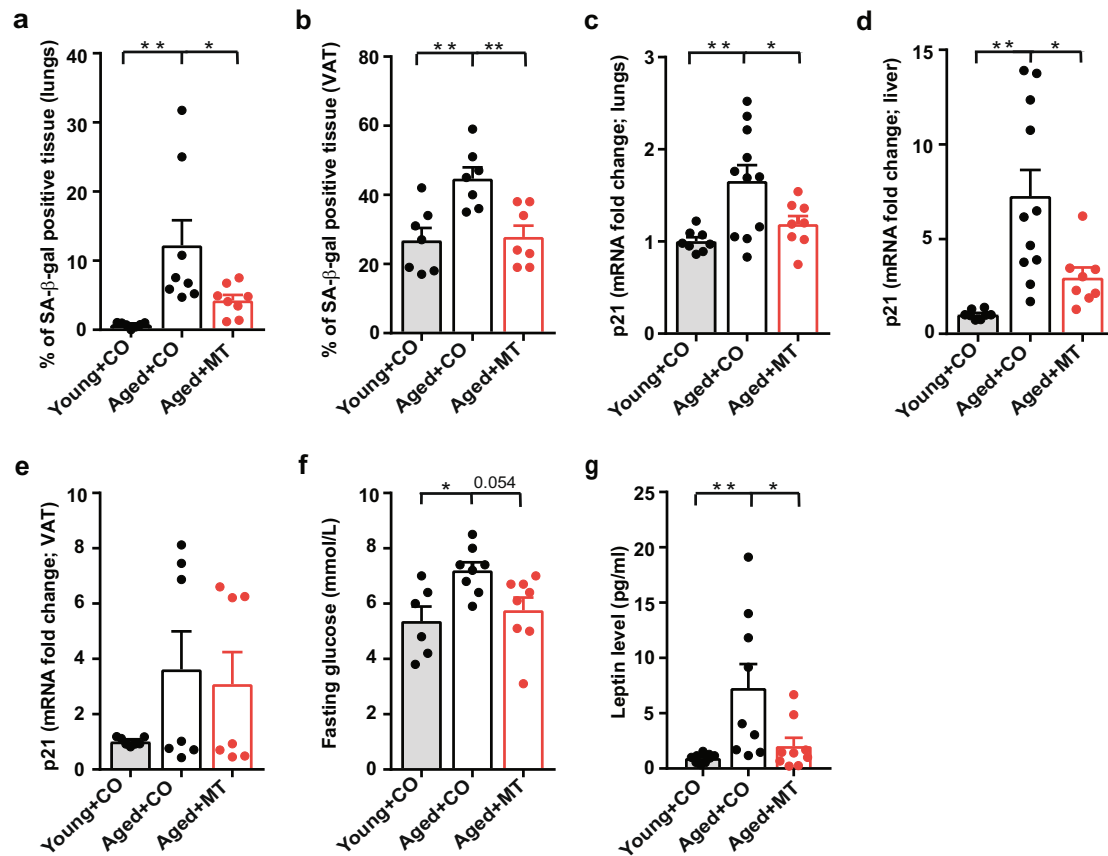 a
% of SA-β-gal positive tissue (lungs)
40
30
20
10
0
** *
Young+CO
Aged+CO
Aged+MT
b
% of SA-β-gal positive tissue (VAT)
80
60
40
20
0
** **
Young+CO
Aged+CO
Aged+MT
c
p21 (mRNA fold change; lungs)
3
2
1
0
** *
Young+CO
Aged+CO
Aged+MT
d
p21 (mRNA fold change; liver)
15
10
5
0
** *
Young+CO
Aged+CO
Aged+MT
e
p21 (mRNA fold change; VAT)
10
8
6
4
2
0
Young+CO
Aged+CO
Aged+MT
f
Fasting glucose (mmol/L)
10
8
6
4
2
0
* 0.054
Young+CO
Aged+CO
Aged+MT
g
Leptin level (pg/ml)
25
20
15
10
5
0
** *
Young+CO
Aged+CO
Aged+MT